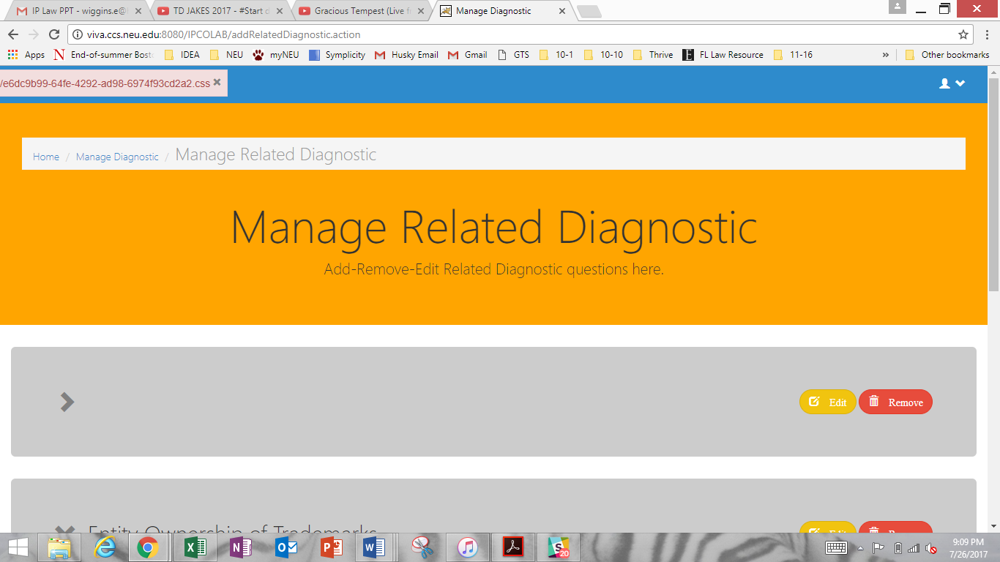 IP Law PPT - wiggins.e@
TD JAKES 2017 - #Start d
Gracious Tempest (Live f
Manage Diagnostic
viva.ccs.neu.edu:8080/IPCOLAB/addRelatedDiagnostic.action
Apps
End-of-summer Bost
IDEA
NEU
myNEU
Symplicity
Husky Email
Gmail
GTS
10-1
10-10
Thrive
FL Law Resource
11-16
»
Other bookmarks
/e6dc9b99-64fe-4292-ad98-6974f93cd2a2.css
Home / Manage Diagnostic / Manage Related Diagnostic
Manage Related Diagnostic
Add-Remove-Edit Related Diagnostic questions here.
Edit
Remove
Entity Ownership of Trademarks
Edit
Remove
20
9:09 PM
7/26/2017